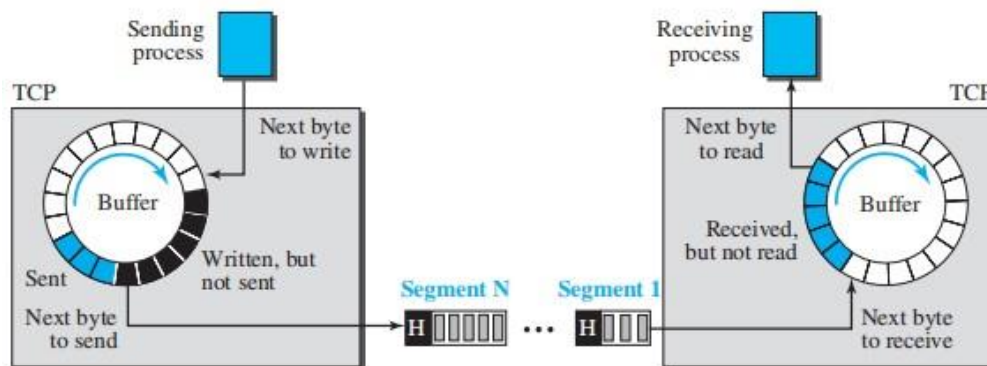 Sending
process
Receiving
process
TCP
TCP
Next byte
to write
Next byte
to read
Buffer
Buffer
Written, but
not sent
Received,
but not read
Sent
Segment N
Segment 1
Next byte
to send
H
...
H
Next byte
to receive